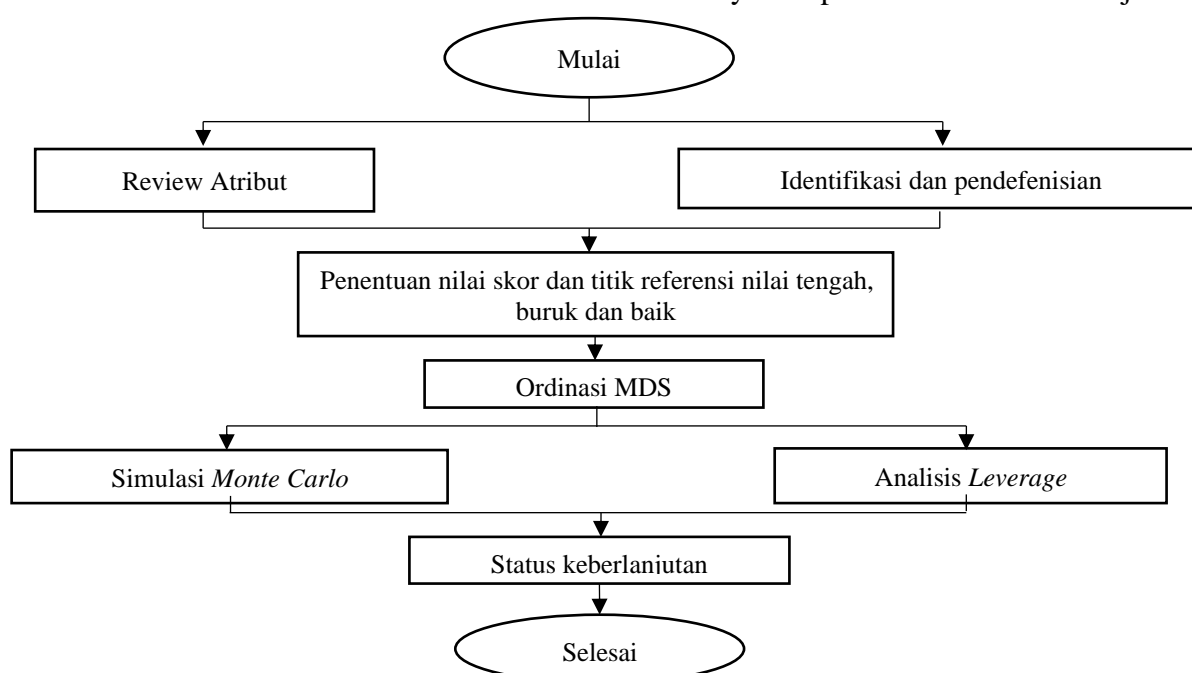 Mulai
Review Atribut
Identifikasi dan pendefenisian
Penentuan nilai skor dan titik referensi nilai tengah,
buruk dan baik
Ordinasi MDS
Simulasi Monte Carlo
Analisis Leverage
Status keberlanjutan
Selesai